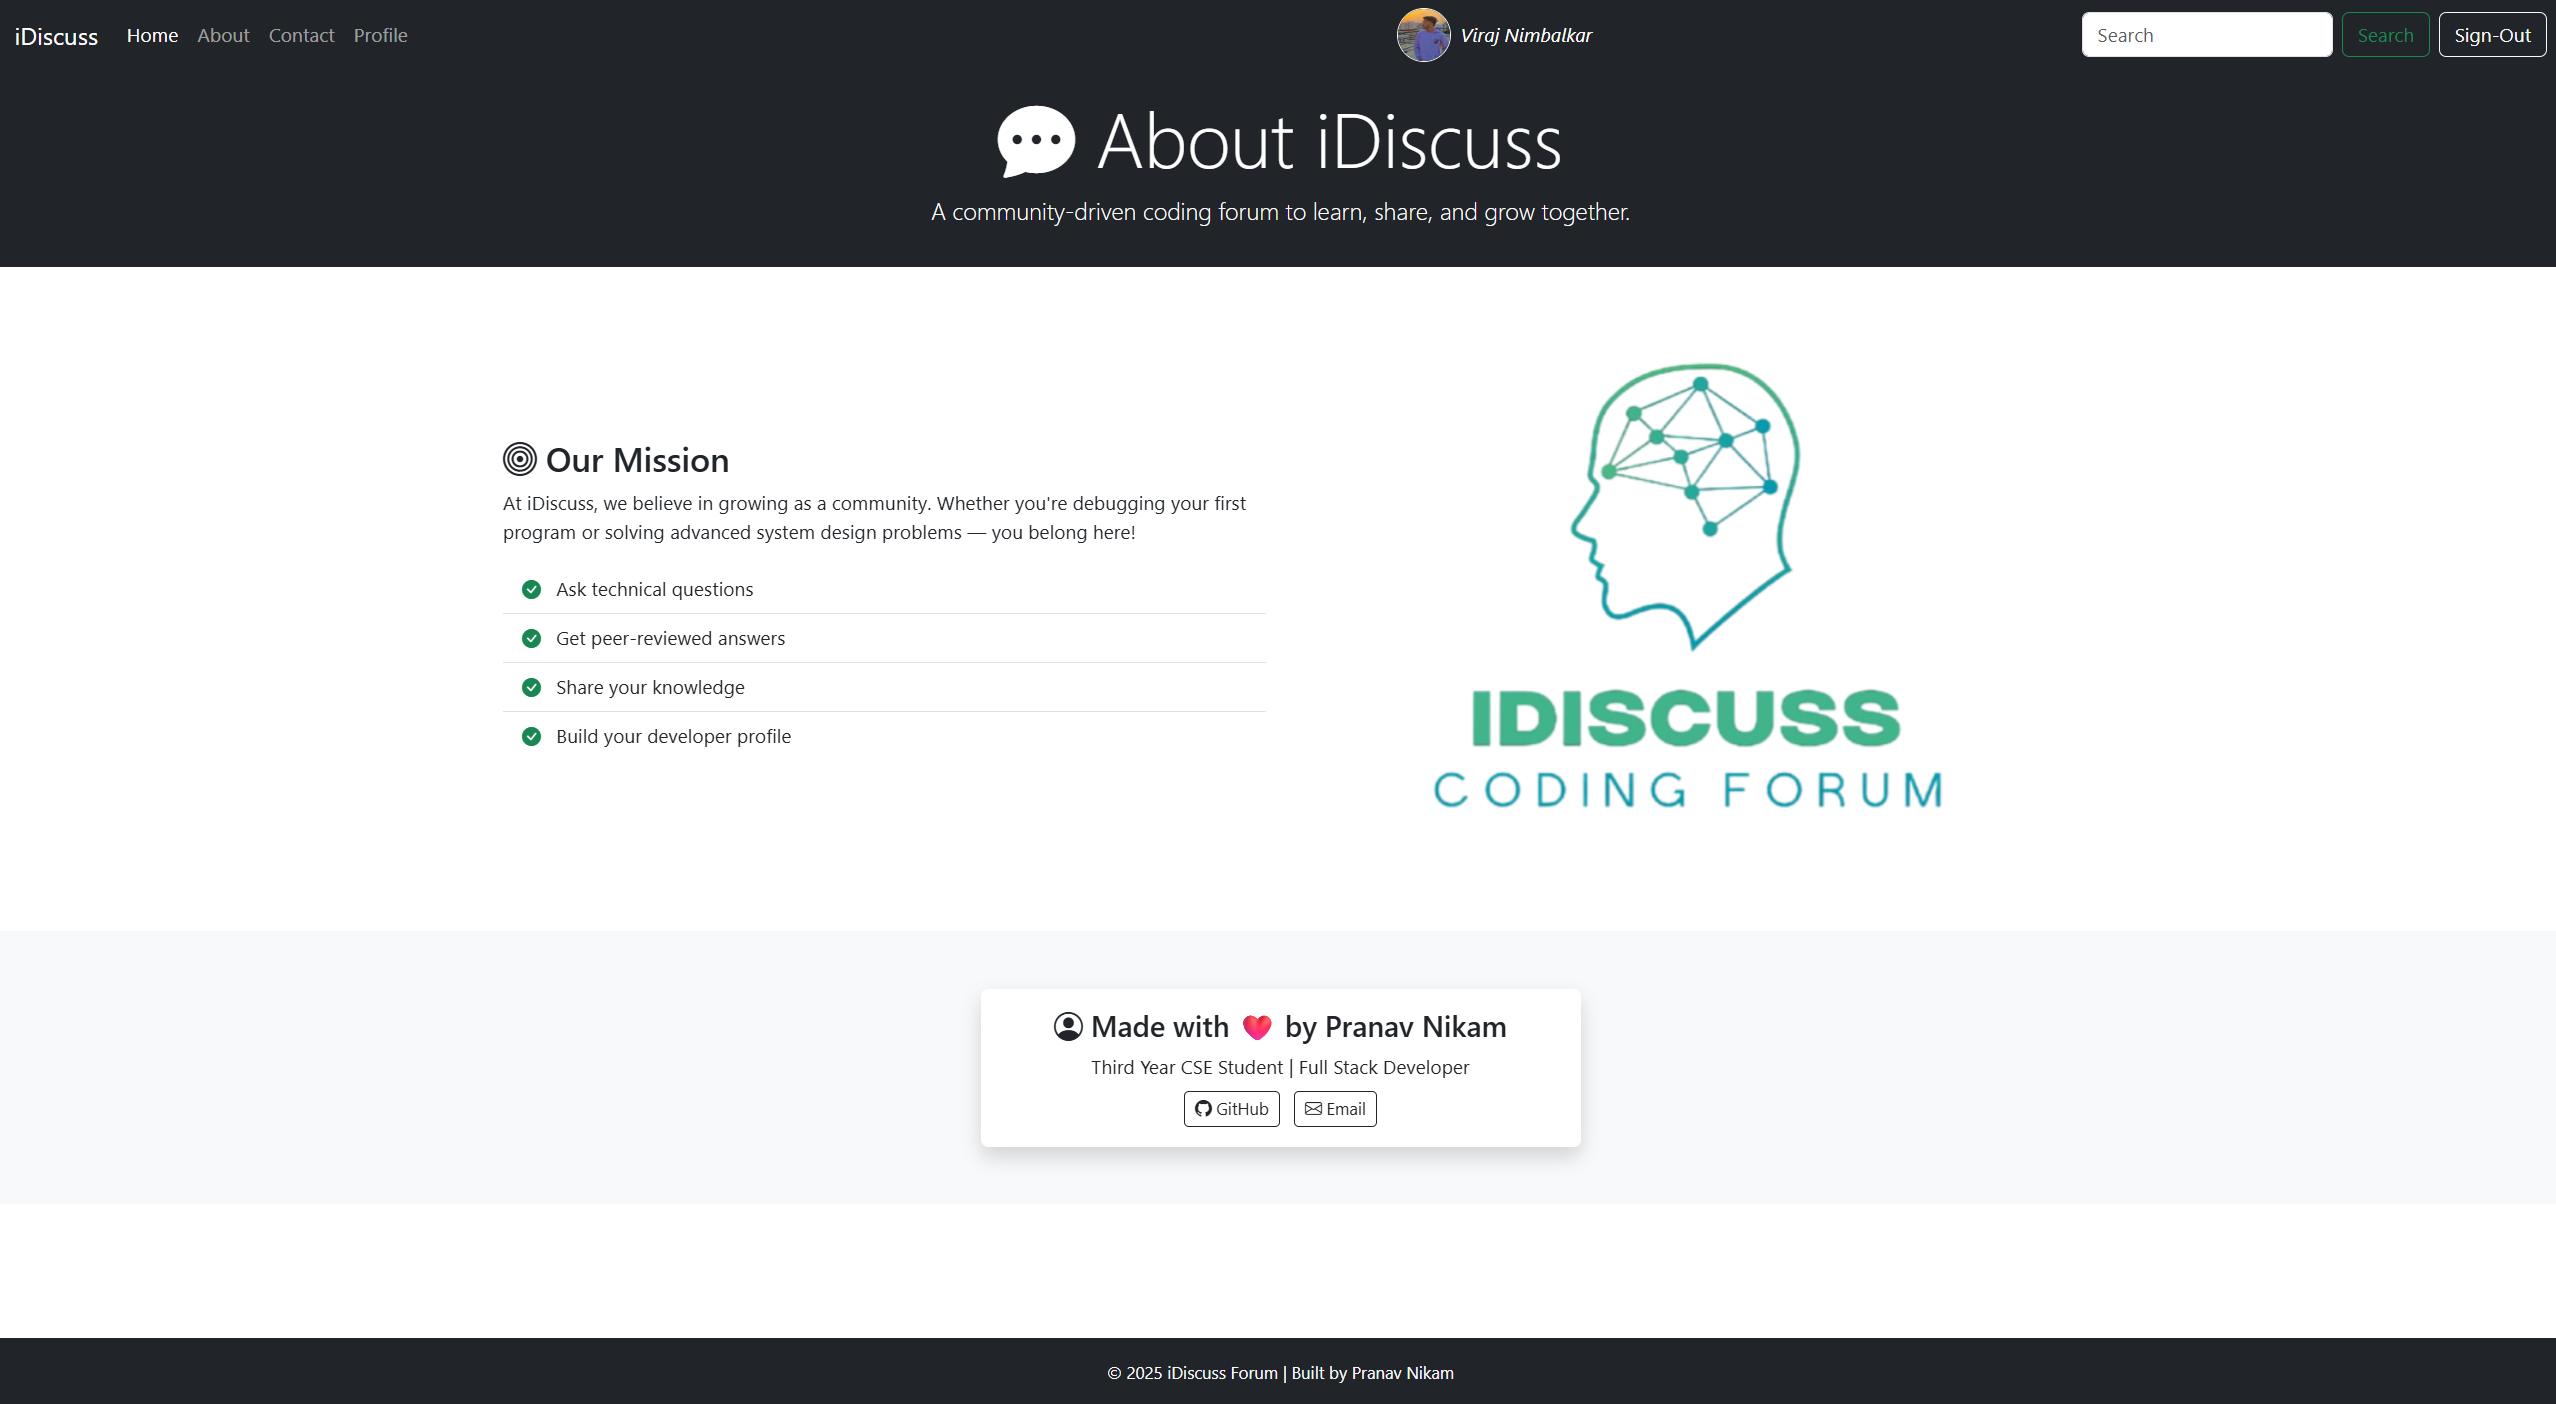 iDiscuss Home About Contact Profile Viraj Nimbalkar Search Search Sign-Out
About iDiscuss
A community-driven coding forum to learn, share, and grow together.
Our Mission
At iDiscuss, we believe in growing as a community. Whether you're debugging your first
program or solving advanced system design problems — you belong here!
Ask technical questions
Get peer-reviewed answers
Share your knowledge
Build your developer profile
IDISCUSS
CODING FORUM
Made with ❤️ by Pranav Nikam
Third Year CSE Student | Full Stack Developer
GitHub Email
© 2025 iDiscuss Forum | Built by Pranav Nikam